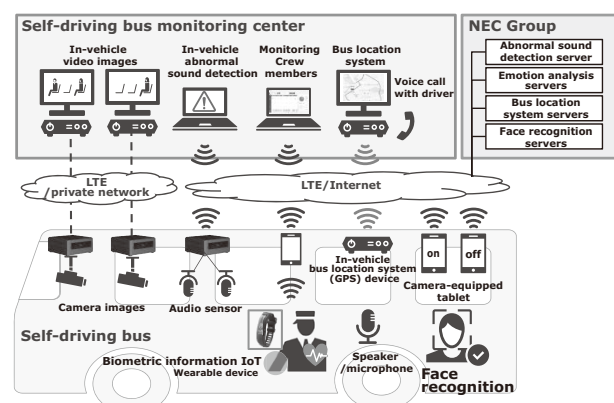 Self-driving bus monitoring center
In-vehicle
video images
In-vehicle
abnormal
sound detection
Monitoring
Crew
members
Bus location
system
Voice call
with driver
NEC Group
Abnormal sound
detection server
Emotion analysis
servers
Bus location
system servers
Face recognition
servers
LTE
/private network
LTE/Internet
Camera images
Audio sensor
In-vehicle
bus location system
(GPS) device
on
off
Camera-equipped
tablet
Self-driving bus
Biometric information IoT
Wearable device
Speaker
/microphone
Face
recognition